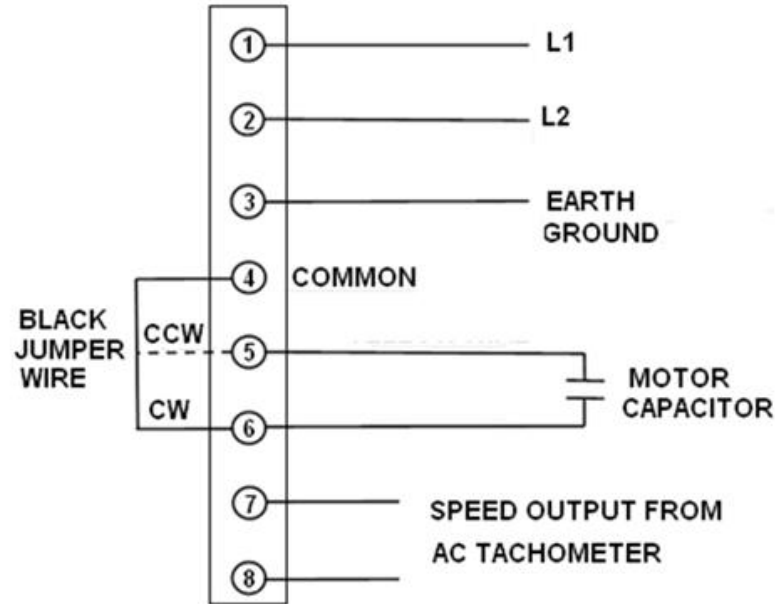 1
L1
2
L2
3
EARTH
GROUND
4
COMMON
BLACK
JUMPER
WIRE
CCW
5
CW
6
MOTOR
CAPACITOR
7
SPEED OUTPUT FROM
AC TACHOMETER
8